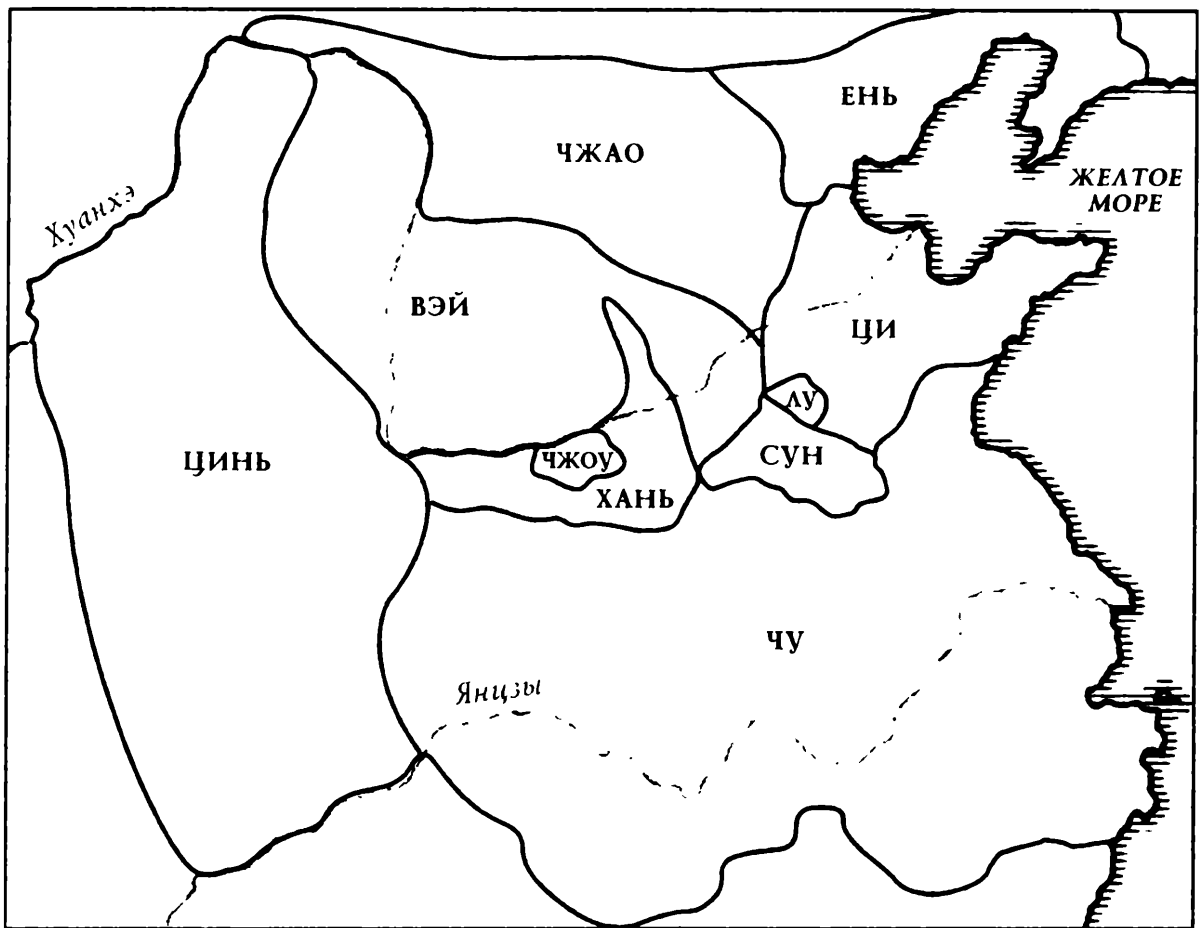 ЕНЬ
ЧЖАО
ЖЕЛТОЕ
МОРЕ
Хуанхэ
ВЭЙ
ЦИ
ЛУ
ЦИНЬ
ЧЖОУ
СУН
ХАНЬ
ЧУ
Янцзы